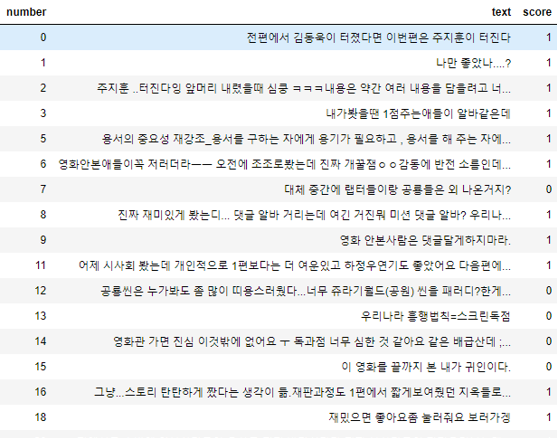 number text score
0 전편에서 김동욱이 터졌다면 이번편은 주지훈이 터진다 1
1 나만 좋았나....? 1
2 주지훈 ..터진다잉 앞머리 내렸을때 심쿵 ㅋㅋㅋ내용은 약간 여러 내용을 담을려고 너... 1
3 내가봣을땐 1점주는애들이 알바같은데 1
5 용서의 중요성 재강조_용서를 구하는 자에게 용기가 필요하고 , 용서를 해 주는 자에... 1
6 영화안본애들이꼭 저러더라ㅡㅡ 오전에 조조로봤는데 진짜 개꿀잼ㅇㅇ감동에 반전 소름인데... 1
7 대체 중간에 랩터들이랑 공룡들은 외 나온거지? 0
8 진짜 재미있게 봤는디... 댓글 알바 거리는데 여긴 거진뭐 미션 댓글 알바? 우리나... 1
9 영화 안본사람은 댓글달게하지마라. 1
11 어제 시사회 봤는데 개인적으로 1편보다는 더 여운있고 하정우연기도 좋았어요 다음편에... 1
12 공룡씬은 누가봐도 좀 많이 띠용스러웠다...너무 쥬라기월드(공원) 씬을 패러디?한게... 0
13 우리나라 흥행법칙=스크린독점 0
14 영화관 가면 진심 이것밖에 없어요 ㅜ 독과점 너무 심한 것 같아요 같은 배급산데 ;... 0
15 이 영화를 끝까지 본 내가 귀인이다. 0
16 그냥...스토리 탄탄하게 짰다는 생각이 듦.재판과정도 1편에서 짧게보여줬던 지옥들로... 1
18 재밌으면 좋아요좀 눌러줘요 보러가겡 1